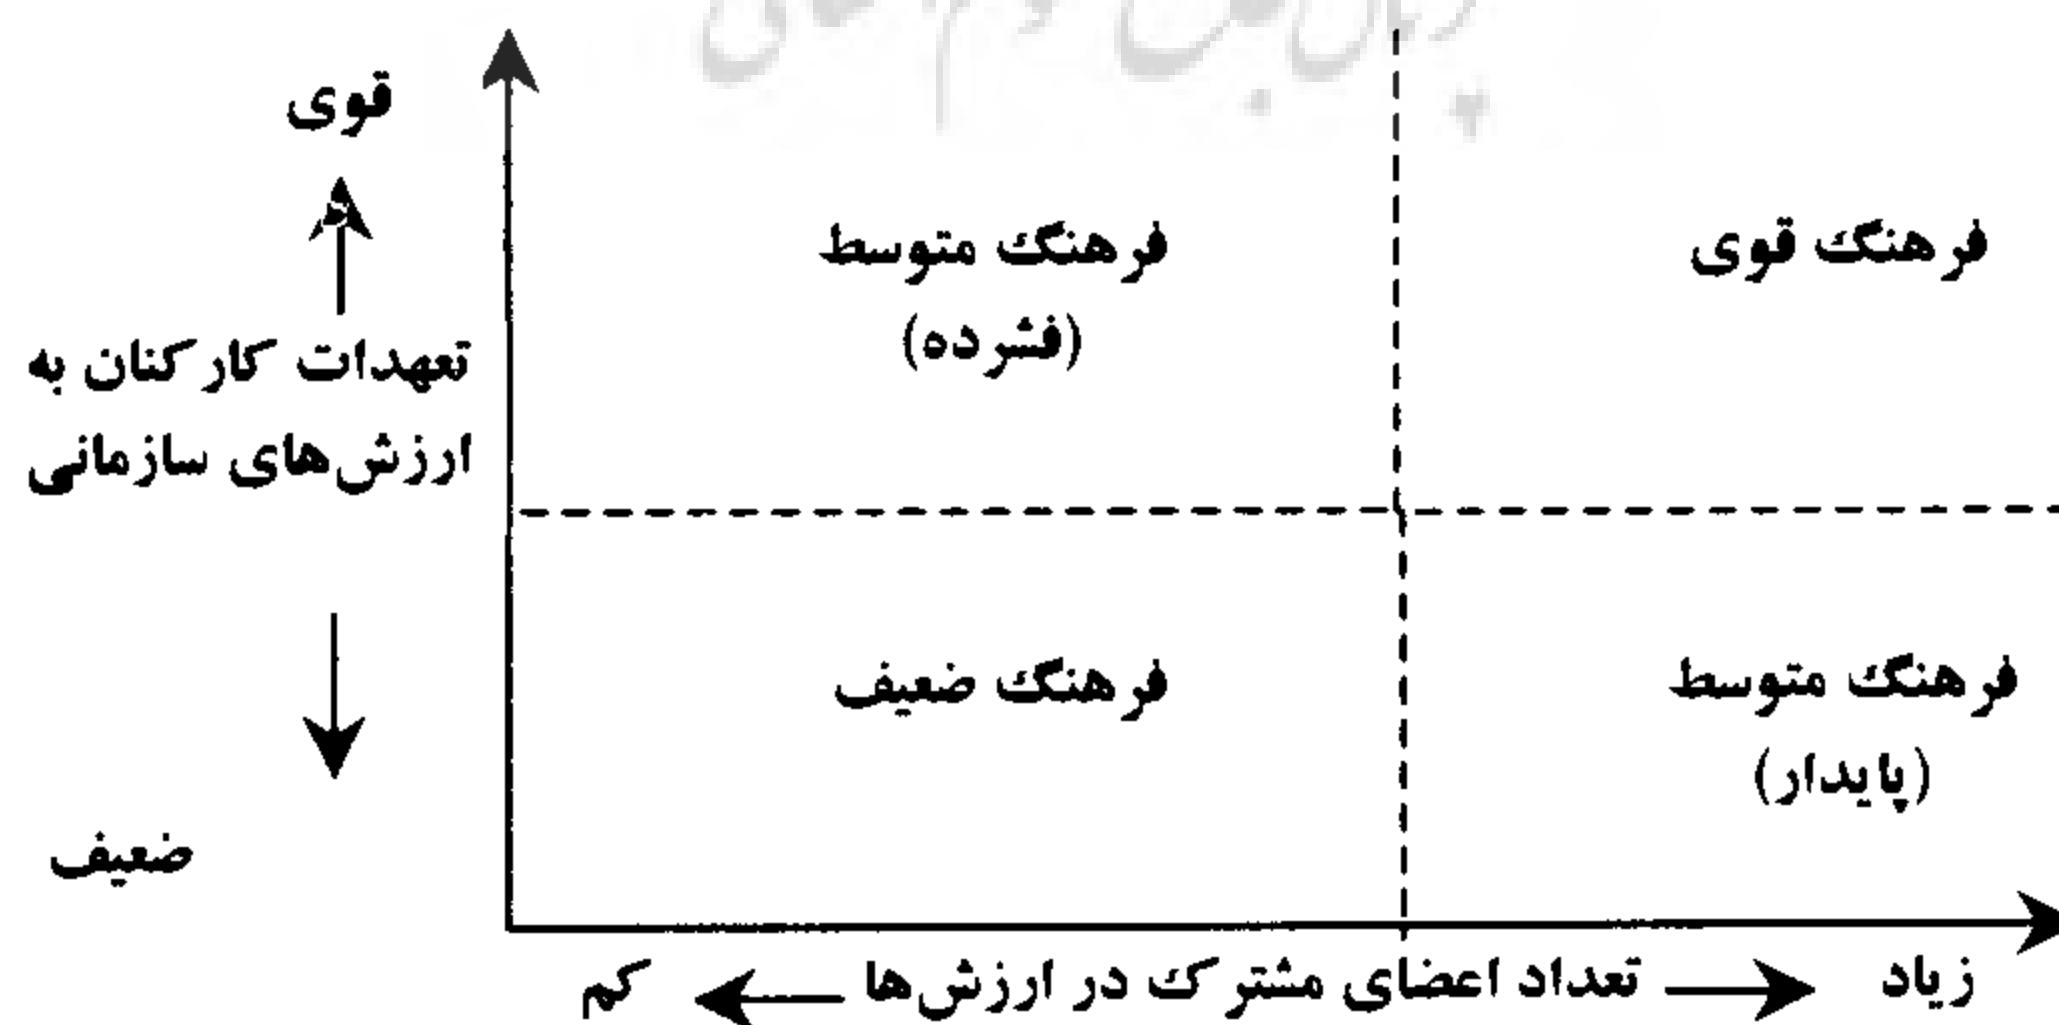 قوی
تعهدات کارکنان به
ارزش‌های سازمانی
ضعیف
فرهنگ قوی
فرهنگ متوسط
(فشرده)
فرهنگ متوسط
(پایدار)
فرهنگ ضعیف
زیاد
تعداد اعضای مشترک در ارزش‌ها
کم